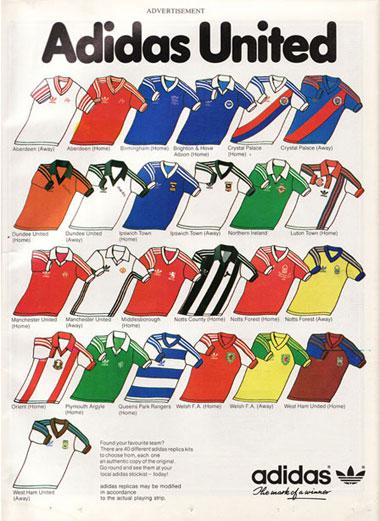 ADVERTISEMENT
Adidas United
Aberdeen (Away)
Aberdeen (Home)
Birmingham (Home)
Brighton & Hove
Albion (Home)
Crystal Palace
(Home)
Crystal Palace (Away)
Dundee United
(Home)
Dundee United
(Away)
Ipswich Town
(Home)
Ipswich Town (Away)
Northern Ireland
Luton Town (Home)
Manchester United
(Home)
Manchester United
(Away)
Middlesborough
(Home)
Notts County (Home)
Notts Forest (Home)
Notts Forest (Away)
Orient (Home)
Plymouth Argyle
(Home)
Queens Park Rangers
(Home)
Welsh F.A. (Home)
Welsh F.A. (Away)
West Ham United (Home)
West Ham United
(Away)
Found your favourite team?
There are 40 different adidas replica kits
to choose from, each one
an authentic copy of the original.
Go round and see them at your
local adidas stockist – today!
adidas replicas may be modified
in accordance
to the actual playing strip.
adidas
The mark of a winner